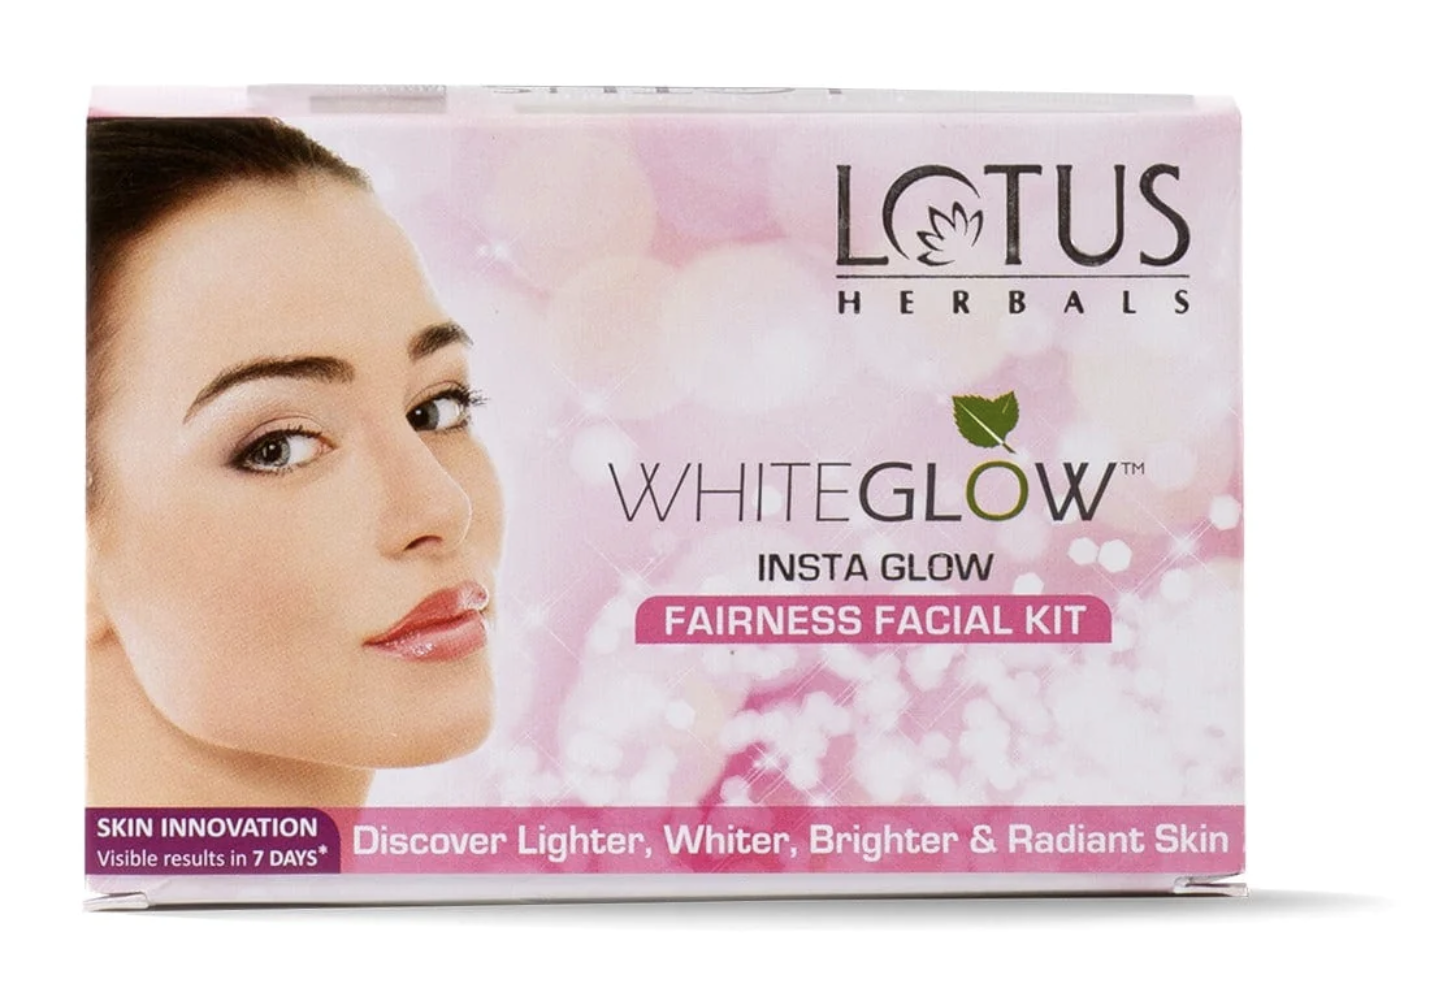 LOTUS
HERBALS
WHITEGLOW™
INSTA GLOW
FAIRNESS FACIAL KIT
SKIN INNOVATION
Visible results in 7 DAYS*
Discover Lighter, Whiter, Brighter & Radiant Skin